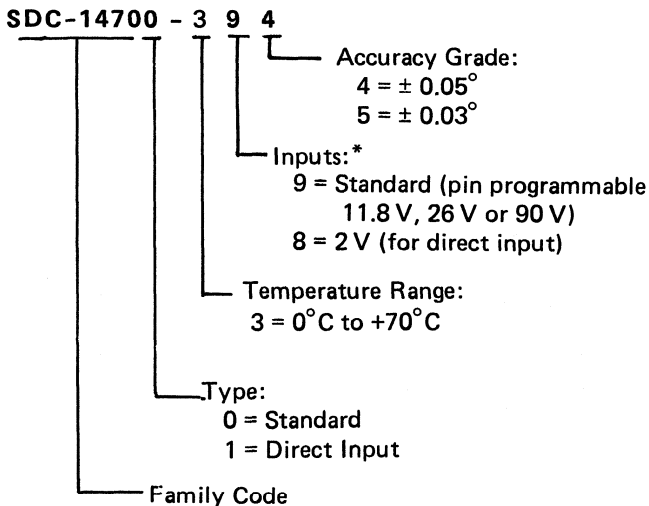 SDC-14700 - 3 9 4
Accuracy Grade:
4 = ± 0.05°
5 = ± 0.03°
Inputs:*
9 = Standard (pin programmable
11.8 V, 26 V or 90 V)
8 = 2 V (for direct input)
Temperature Range:
3 = 0°C to +70°C
Type:
0 = Standard
1 = Direct Input
Family Code